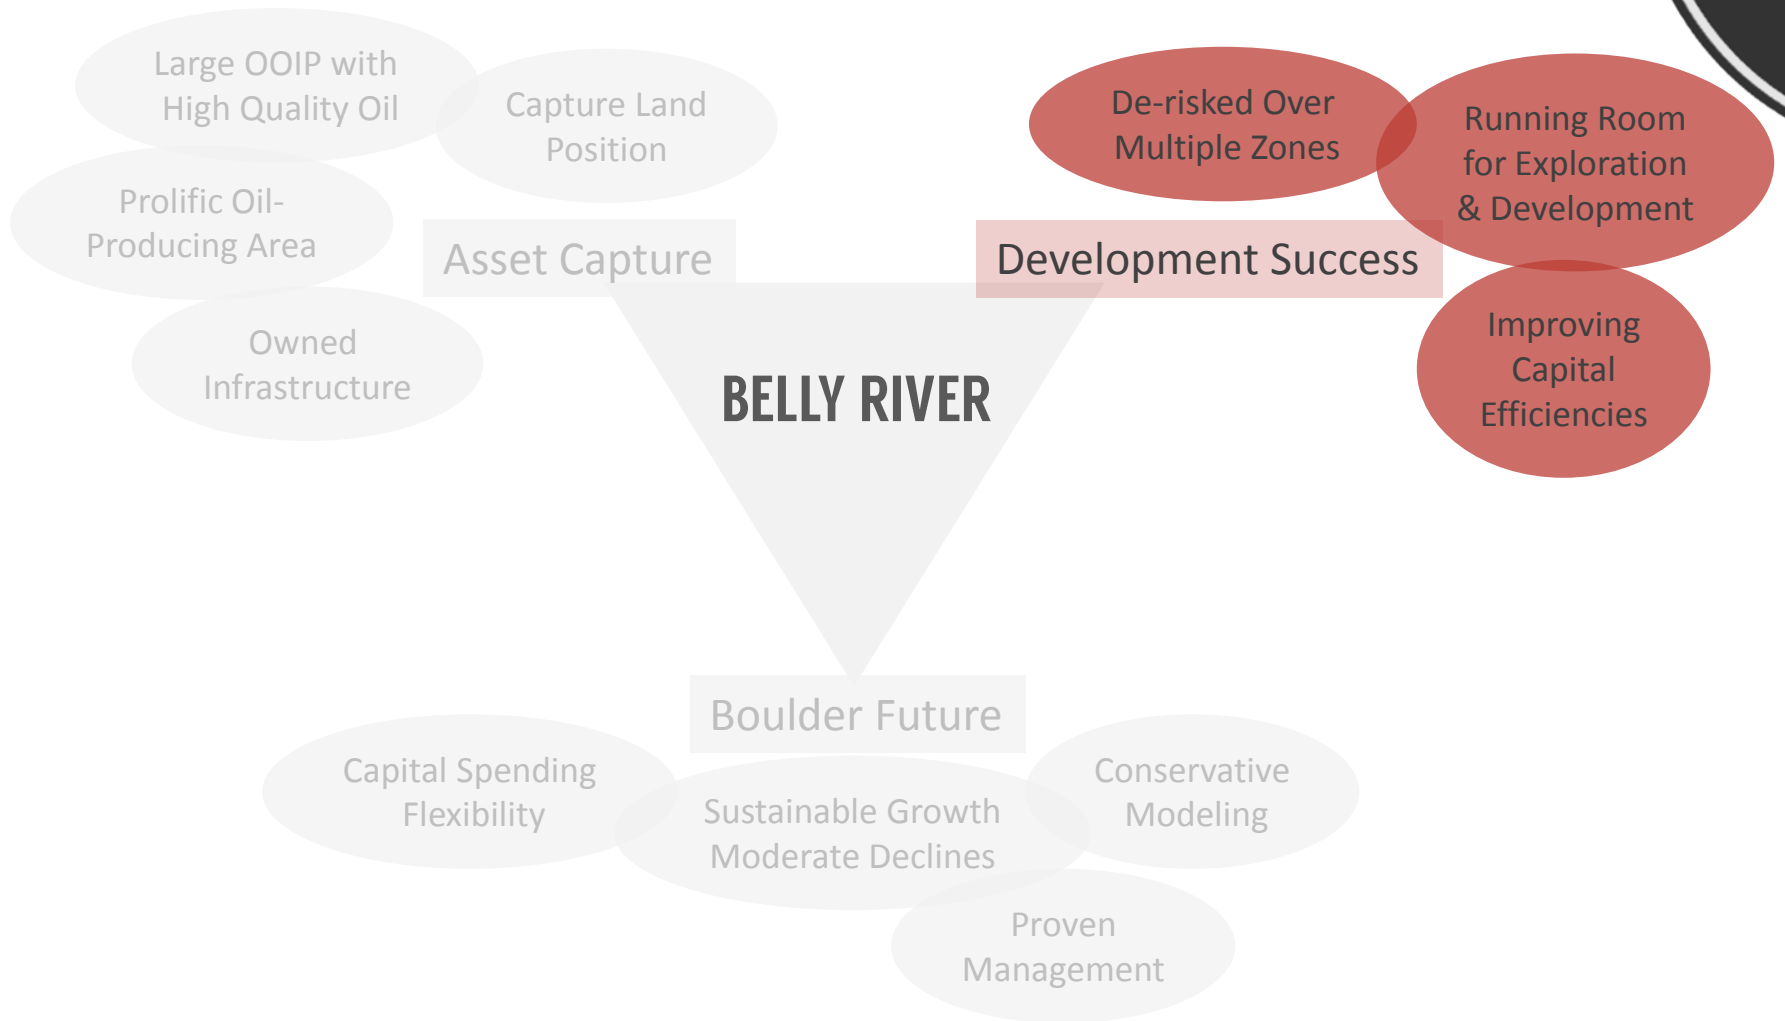 Large OOIP with
High Quality Oil
Capture Land
Position
Prolific Oil-
Producing Area
Owned
Infrastructure
Asset Capture
De-risked Over
Multiple Zones
Running Room
for Exploration
& Development
Development Success
Improving
Capital
Efficiencies
BELLY RIVER
Boulder Future
Capital Spending
Flexibility
Sustainable Growth
Moderate Declines
Conservative
Modeling
Proven
Management